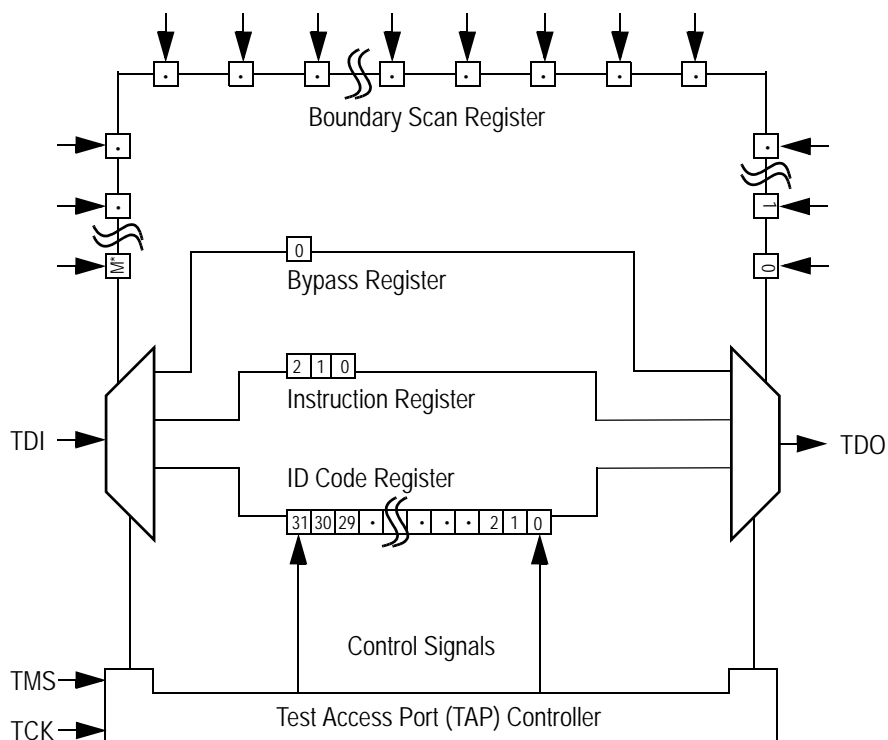 · · · · · · · ·
Boundary Scan Register
· ·
· 1
M* 0
0
Bypass Register
2 1 0
Instruction Register
TDI
TDO
ID Code Register
31 30 29 · · · · · 2 1 0
Control Signals
TMS
Test Access Port (TAP) Controller
TCK